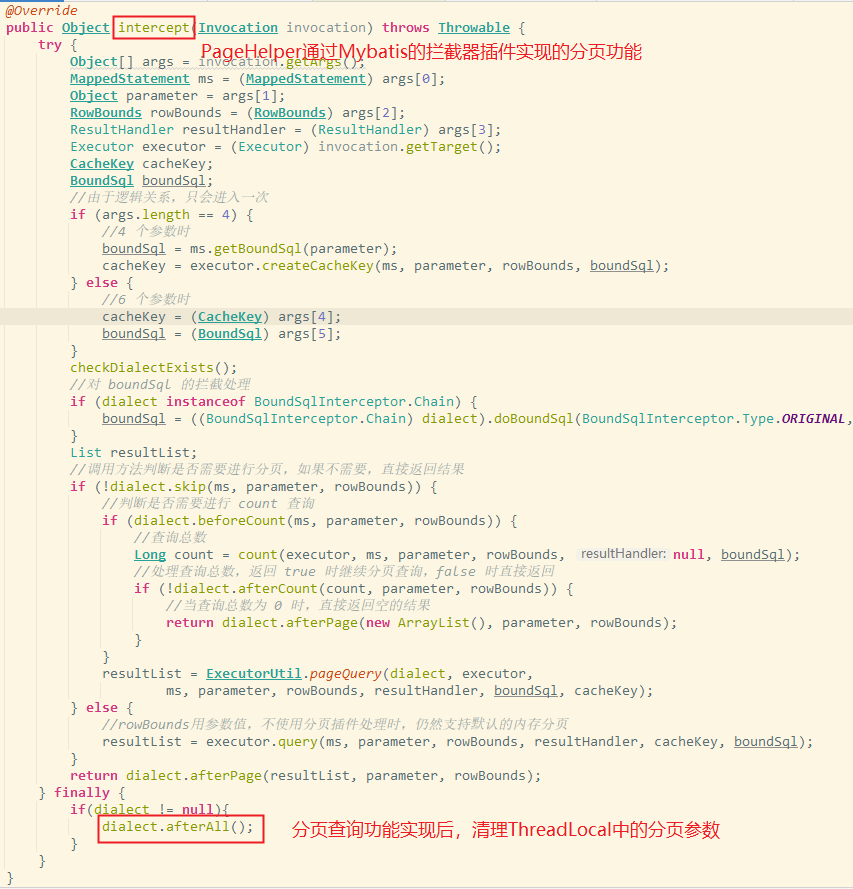 @Override
public Object intercept(Invocation invocation) throws Throwable {
try {
PageHelper通过Mybatis的拦截器插件实现的分页功能
Object[] args = invocation.getArgs();
MappedStatement ms = (MappedStatement) args[0];
Object parameter = args[1];
RowBounds rowBounds = (RowBounds) args[2];
ResultHandler resultHandler = (ResultHandler) args[3];
Executor executor = (Executor) invocation.getTarget();
CacheKey cacheKey;
BoundSql boundSql;
//由于逻辑关系，只会进入一次
if (args.length == 4) {
//4 个参数时
boundSql = ms.getBoundSql(parameter);
cacheKey = executor.createCacheKey(ms, parameter, rowBounds, boundSql);
} else {
//6 个参数时
cacheKey = (CacheKey) args[4];
boundSql = (BoundSql) args[5];
}
checkDialectExists();
//对 boundSql 的拦截处理
if (dialect instanceof BoundSqlInterceptor.Chain) {
boundSql = ((BoundSqlInterceptor.Chain) dialect).doBoundSql(BoundSqlInterceptor.Type.ORIGINAL,
}
List resultList;
//调用方法判断是否需要进行分页，如果不需要，直接返回结果
if (!dialect.skip(ms, parameter, rowBounds)) {
//判断是否需要进行 count 查询
if (dialect.beforeCount(ms, parameter, rowBounds)) {
//查询总数
Long count = count(executor, ms, parameter, rowBounds, resultHandler: null, boundSql);
//处理查询总数，返回 true 时继续分页查询，false 时直接返回
if (!dialect.afterCount(count, parameter, rowBounds)) {
//当查询总数为 0 时，直接返回空的结果
return dialect.afterPage(new ArrayList(), parameter, rowBounds);
}
}
resultList = ExecutorUtil.pageQuery(dialect, executor,
ms, parameter, rowBounds, resultHandler, boundSql, cacheKey);
} else {
//rowBounds用参数值，不使用分页插件处理时，仍然支持默认的内存分页
resultList = executor.query(ms, parameter, rowBounds, resultHandler, cacheKey, boundSql);
}
return dialect.afterPage(resultList, parameter, rowBounds);
} finally {
if(dialect != null){
dialect.afterAll(); 分页查询功能实现后，清理ThreadLocal中的分页参数
}
}
}